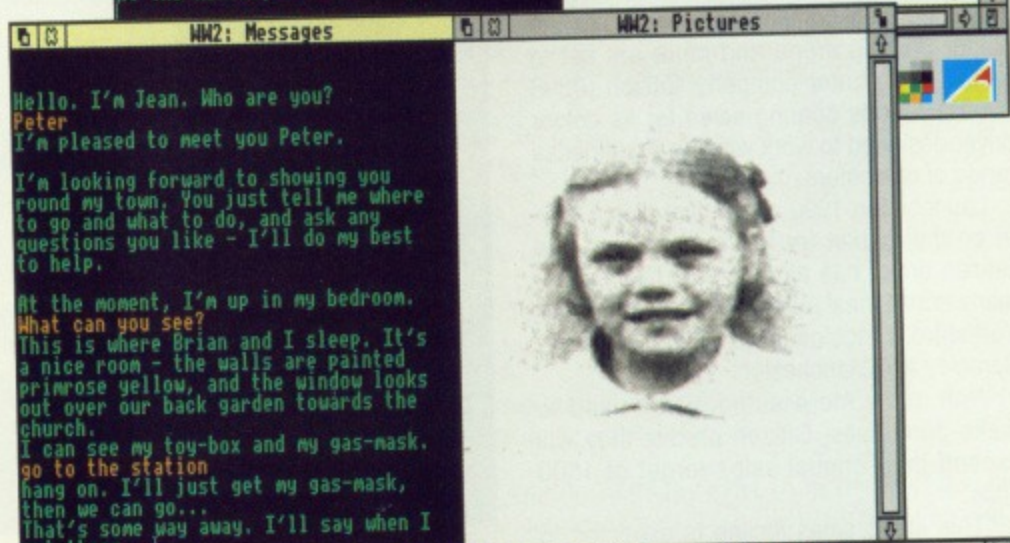 WW2: Messages
WW2: Pictures
Hello. I'm Jean. Who are you?
Peter
I'm pleased to meet you Peter.
I'm looking forward to showing you
round my town. You just tell me where
to go and what to do, and ask any
questions you like - I'll do my best
to help.
At the moment, I'm up in my bedroom.
What can you see?
This is where Brian and I sleep. It's
a nice room - the walls are painted
primrose yellow, and the window looks
out over our back garden towards the
church.
I can see my toy-box and my gas-mask.
go to the station
hang on. I'll just get my gas-mask,
then we can go...
That's some way away. I'll say when I